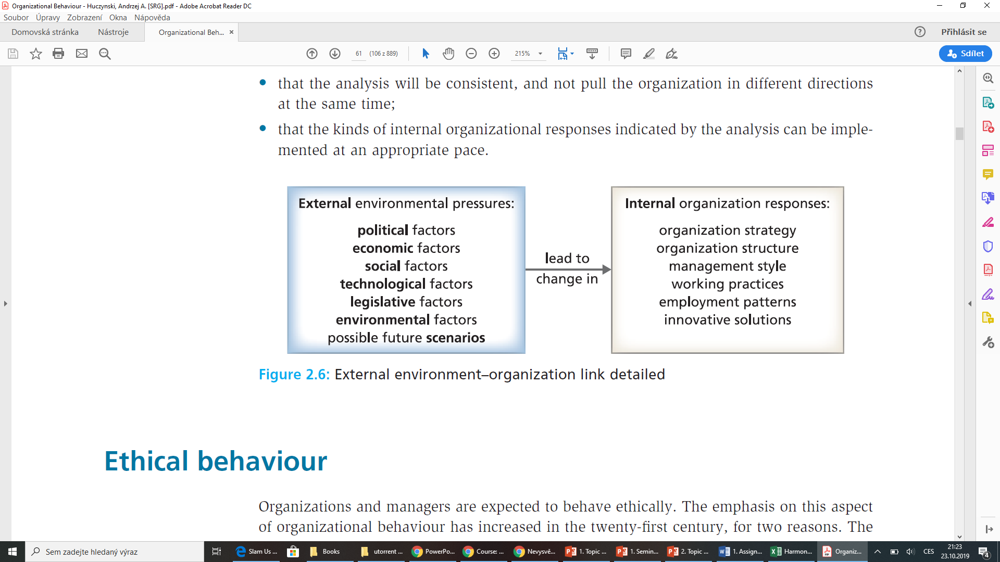 Organizational Behaviour - Huczynski, Andrzej A. [SRG].pdf - Adobe Acrobat Reader DC
Soubor Úpravy Zobrazení Okna Nápověda
Domovská stránka Nástroje Organizational Beh... × Přihlásit se
61 (106 z 889) 215% Sdílet
• that the analysis will be consistent, and not pull the organization in different directions
at the same time;
• that the kinds of internal organizational responses indicated by the analysis can be imple-
mented at an appropriate pace.
External environmental pressures:
political factors
economic factors
social factors
technological factors
legislative factors
environmental factors
possible future scenarios
lead to
change in
Internal organization responses:
organization strategy
organization structure
management style
working practices
employment patterns
innovative solutions
Figure 2.6: External environment–organization link detailed
Ethical behaviour
Organizations and managers are expected to behave ethically. The emphasis on this aspect
of organizational behaviour has increased in the twenty-first century, for two reasons. The
Sem zadejte hledaný výraz
Slam Us ...
Books
utorrent ...
PowerPo...
Course: ...
Nevysvě...
1. Topic ...
1. Semin...
2. Topic ...
1. Assign...
Harmon...
Organiz...
CES
21:23
23.10.2019
4